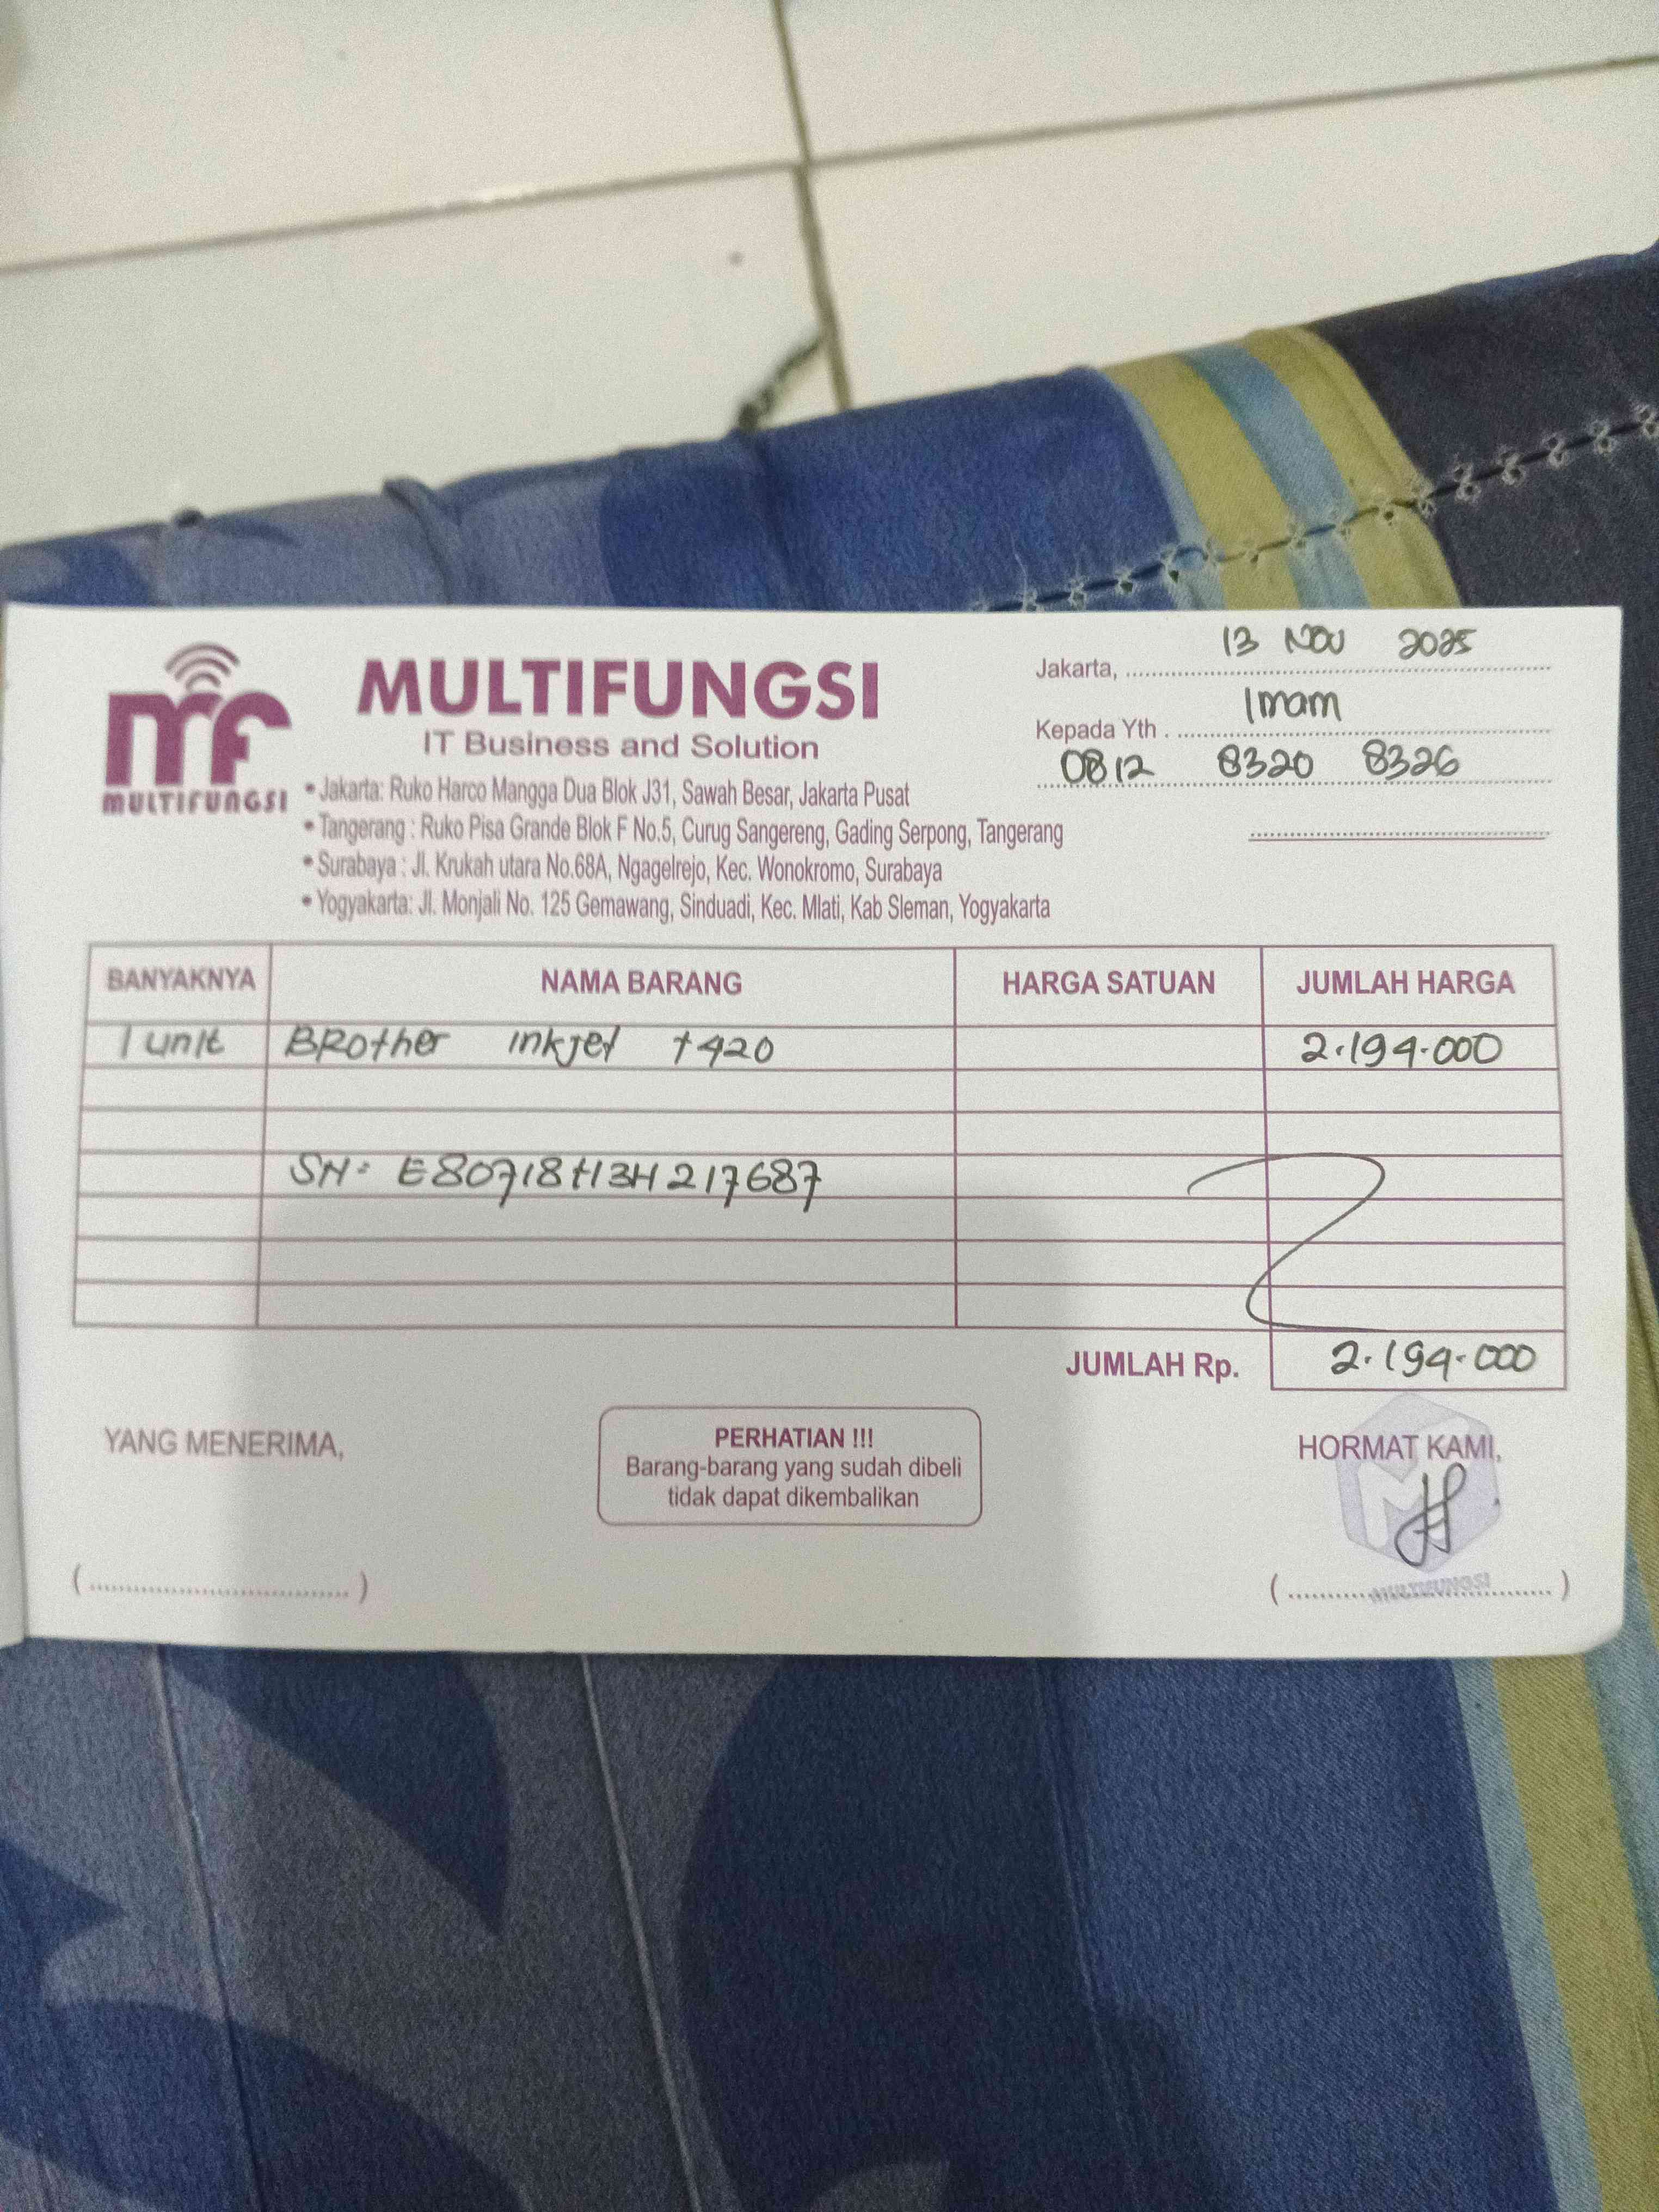 mf
MULTIFUNGSI
MULTIFUNGSI
IT Business and Solution
• Jakarta: Ruko Harco Mangga Dua Blok J31, Sawah Besar, Jakarta Pusat
• Tangerang : Ruko Pisa Grande Blok F No.5, Curug Sangereng, Gading Serpong, Tangerang
• Surabaya : Jl. Krukah utara No.68A, Ngagelrejo, Kec. Wonokromo, Surabaya
• Yogyakarta: Jl. Monjali No. 125 Gemawang, Sinduadi, Kec. Mlati, Kab Sleman, Yogyakarta
Jakarta, 13 NOV 2025
Kepada Yth . Imam
0812 8320 8326
BANYAKNYA NAMA BARANG HARGA SATUAN JUMLAH HARGA
1 unit BRother inkjet t420 2.194.000
SN: E80718H3H217687
JUMLAH Rp. 2.194.000
YANG MENERIMA,
PERHATIAN !!!
Barang-barang yang sudah dibeli
tidak dapat dikembalikan
HORMAT KAMI,
MULTIFUNGSI